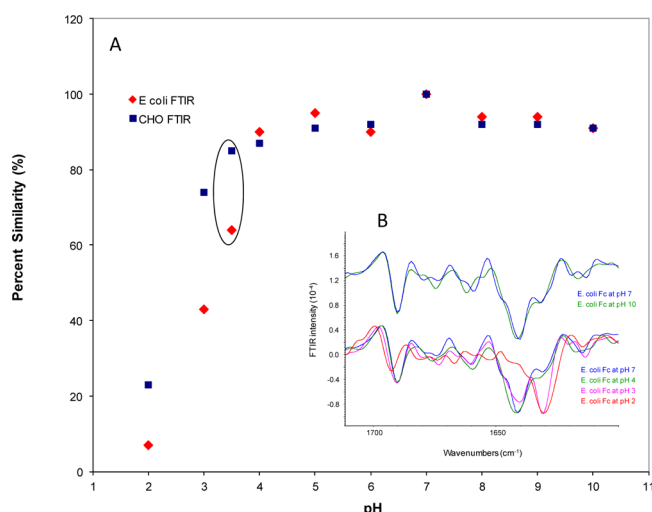 A
E coli FTIR
CHO FTIR
Percent Similarity (%)
120
100
80
60
40
20
0
1 2 3 4 5 6 7 8 9 10 11
pH
B
FTIR intensity (10⁻⁴)
1.6
1.2
0.8
0.4
0.0
-0.4
-0.8
E. coli Fc at pH 7
E. coli Fc at pH 10
E. coli Fc at pH 7
E. coli Fc at pH 4
E. coli Fc at pH 3
E. coli Fc at pH 2
1700 1650
Wavenumbers (cm⁻¹)